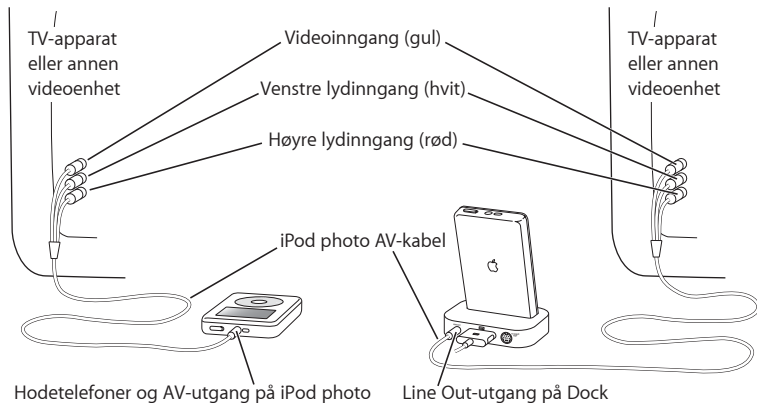 TV-apparat
eller annen
videoenhet
Videoinngang (gul)
Venstre lydinngang (hvit)
Høyre lydinngang (rød)
TV-apparat
eller annen
videoenhet
iPod photo AV-kabel
Hodetelefoner og AV-utgang på iPod photo
Line Out-utgang på Dock